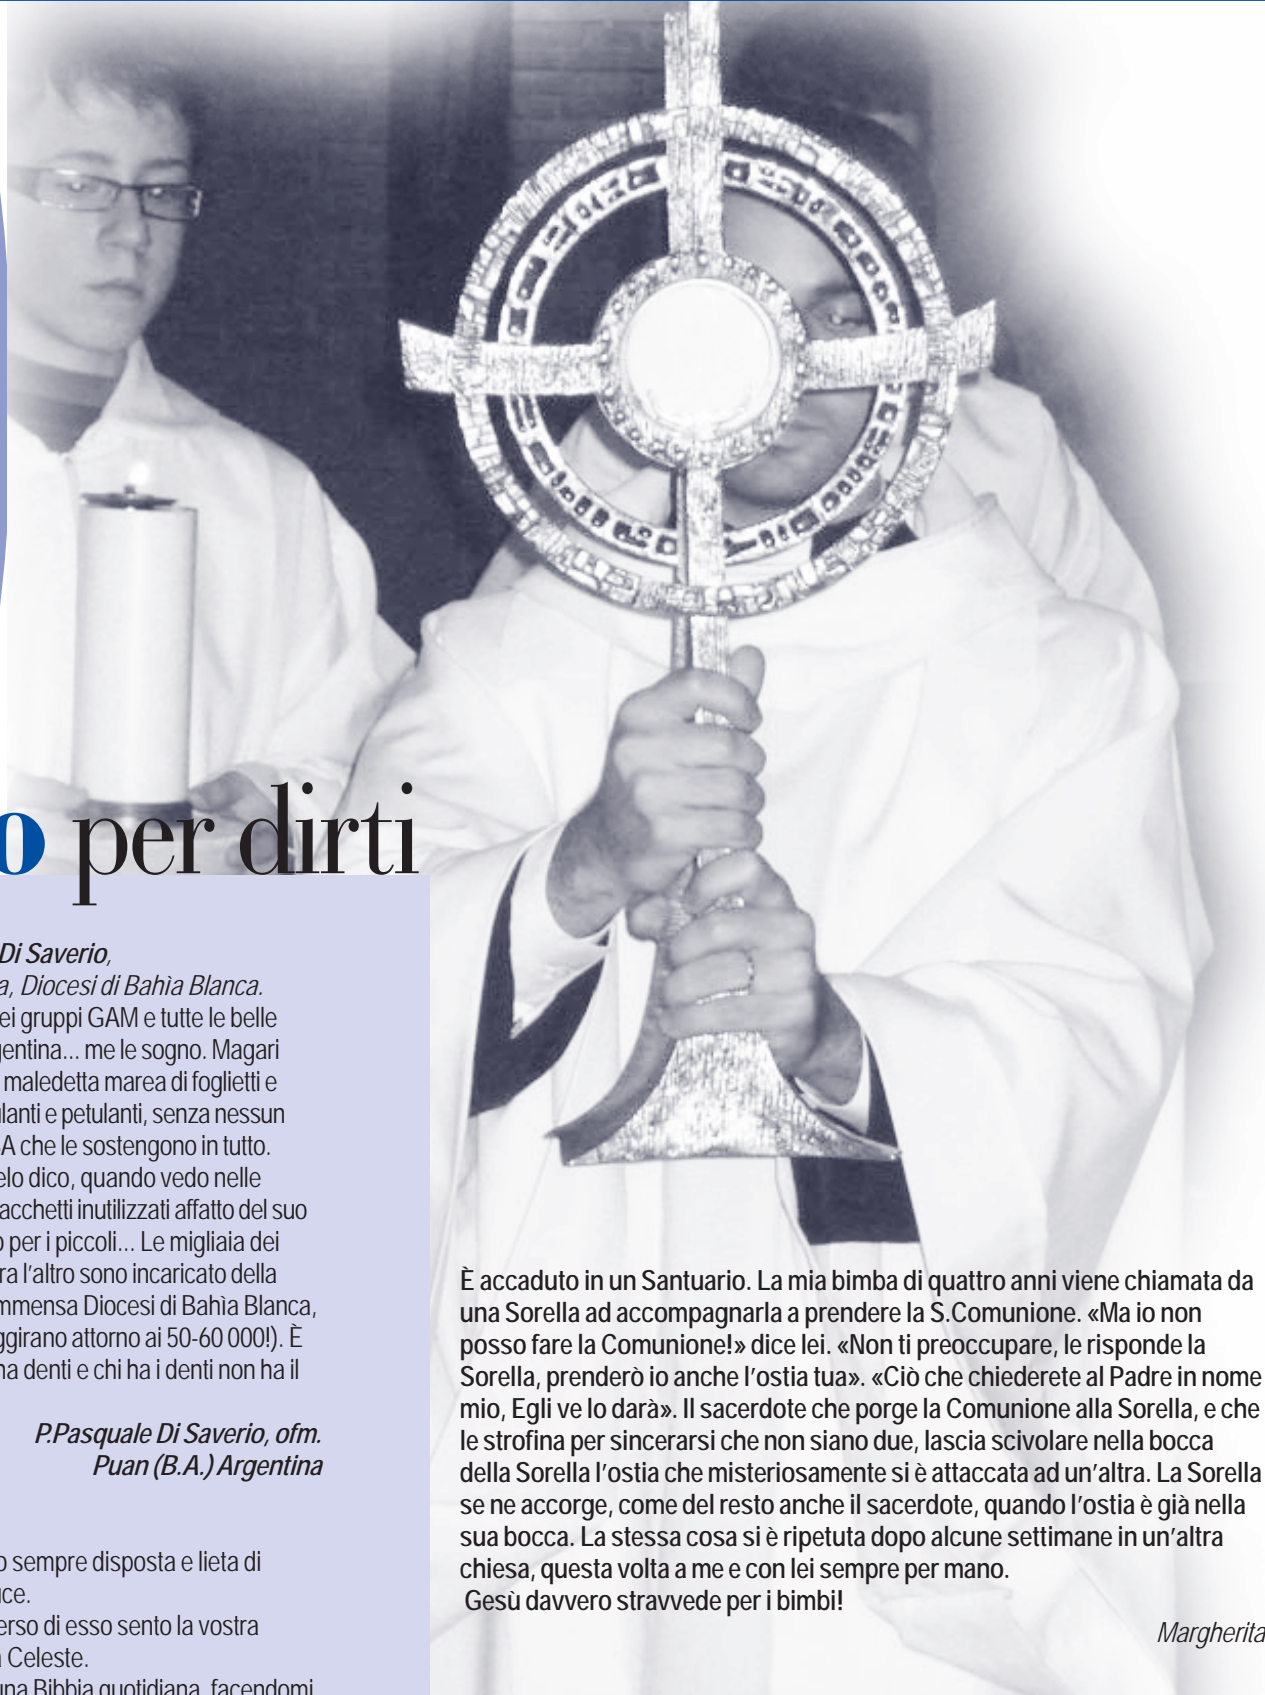 o per dirti
Di Saverio,
a, Diocesi di Bahìa Blanca.
ei gruppi GAM e tutte le belle
gentina... me le sogno. Magari
maledetta marea di foglietti e
ulanti e petulanti, senza nessun
A che le sostengono in tutto.
elo dico, quando vedo nelle
acchetti inutilizzati affatto del suo
o per i piccoli... Le migliaia dei
ra l'altro sono incaricato della
mmensa Diocesi di Bahìa Blanca,
ggirano attorno ai 50-60 000!). È
na denti e chi ha i denti non ha il
P.Pasquale Di Saverio, ofm.
Puan (B.A.) Argentina
o sempre disposta e lieta di
uce.
erso di esso sento la vostra
a Celeste.
una Bibbia quotidiana, facendomi
È accaduto in un Santuario. La mia bimba di quattro anni viene chiamata da
una Sorella ad accompagnarla a prendere la S.Comunione. «Ma io non
posso fare la Comunione!» dice lei. «Non ti preoccupare, le risponde la
Sorella, prenderò io anche l'ostia tua». «Ciò che chiederete al Padre in nome
mio, Egli ve lo darà». Il sacerdote che porge la Comunione alla Sorella, e che
le strofina per sincerarsi che non siano due, lascia scivolare nella bocca
della Sorella l'ostia che misteriosamente si è attaccata ad un'altra. La Sorella
se ne accorge, come del resto anche il sacerdote, quando l'ostia è già nella
sua bocca. La stessa cosa si è ripetuta dopo alcune settimane in un'altra
chiesa, questa volta a me e con lei sempre per mano.
Gesù davvero stravvede per i bimbi!
Margherita